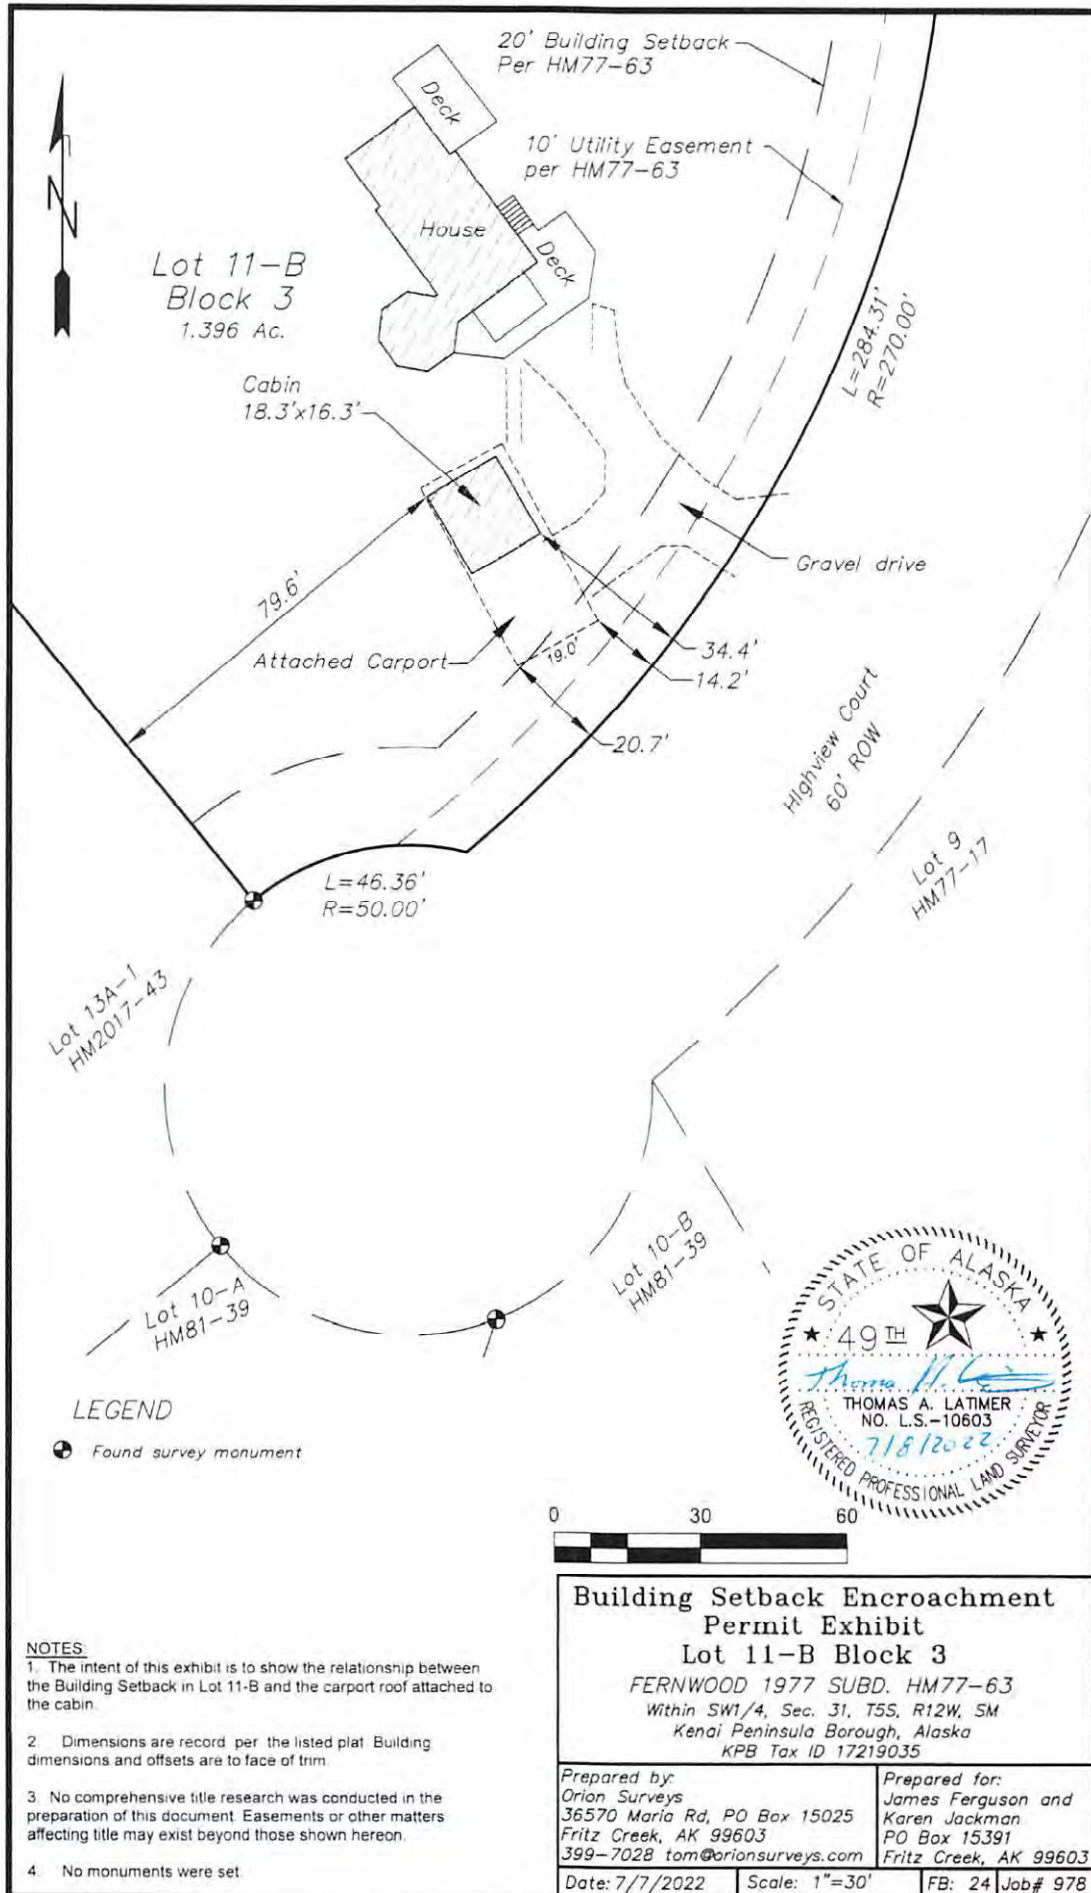 20' Building Setback
Per HM77-63
Deck
10' Utility Easement
per HM77-63
N
House
Deck
Lot 11-B
Block 3
1.396 Ac.
L=284.31'
R=270.00'
Cabin
18.3'x16.3'
Gravel drive
79.6'
Attached Carport
19.0'
34.4'
14.2'
20.7'
Highview Court
60' ROW
Lot 9
HM77-17
L=46.36'
R=50.00'
Lot 13A-1
HM2017-43
Lot 10-B
HM81-39
Lot 10-A
HM81-39
STATE OF ALASKA
49TH
THOMAS A. LATIMER
NO. L.S.-10603
7/8/2022
REGISTERED PROFESSIONAL LAND SURVEYOR
LEGEND
Found survey monument
0 30 60
Building Setback Encroachment
Permit Exhibit
Lot 11-B Block 3
FERNWOOD 1977 SUBD. HM77-63
Within SW1/4, Sec. 31, T5S, R12W, SM
Kenai Peninsula Borough, Alaska
KPB Tax ID 17219035
NOTES:
1. The intent of this exhibit is to show the relationship between
the Building Setback in Lot 11-B and the carport roof attached to
the cabin.
2. Dimensions are record per the listed plat. Building
dimensions and offsets are to face of trim.
3. No comprehensive title research was conducted in the
preparation of this document. Easements or other matters
affecting title may exist beyond those shown hereon.
4. No monuments were set.
Prepared by:
Orion Surveys
36570 Maria Rd, PO Box 15025
Fritz Creek, AK 99603
399-7028 tom@orionsurveys.com
Prepared for:
James Ferguson and
Karen Jackman
PO Box 15391
Fritz Creek, AK 99603
Date: 7/7/2022
Scale: 1"=30'
FB: 24
Job# 978